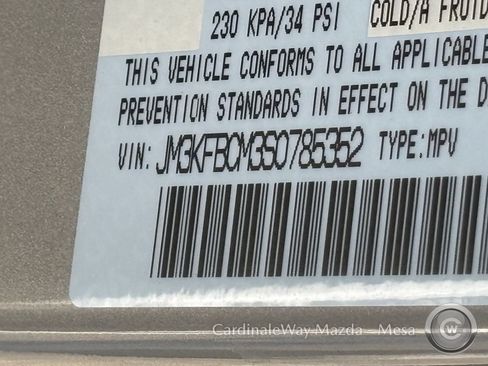 230 KPA/34 PSI COLD/A FROID
THIS VEHICLE CONFORMS TO ALL APPLICABLE
PREVENTION STANDARDS IN EFFECT ON THE D
VIN: JM3KFBCM3S0785352 TYPE:MPV
CardinaleWay Mazda - Mesa
CW